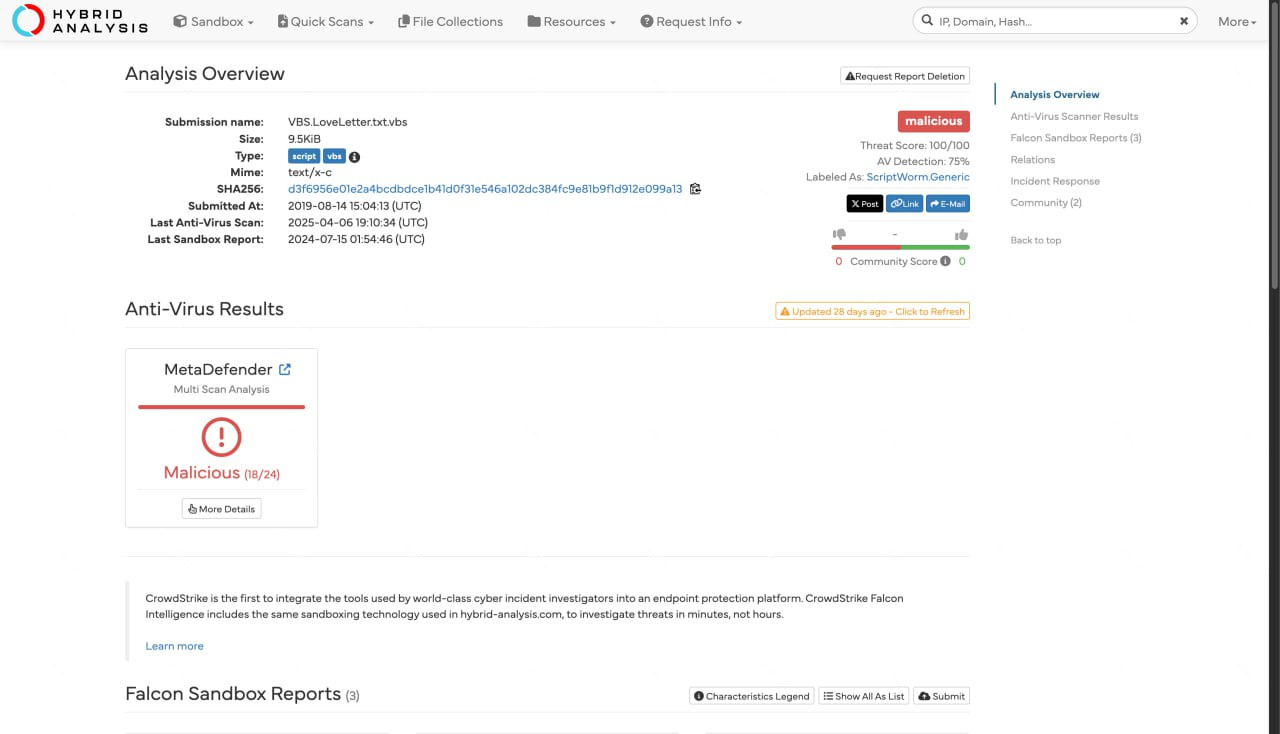 HYBRID
ANALYSIS
Sandbox
Quick Scans
File Collections
Resources
Request Info
IP, Domain, Hash...
More
Analysis Overview
Request Report Deletion
Submission name: VBS.LoveLetter.txt.vbs
Size: 9.5KiB
Type: script vbs
Mime: text/x-c
SHA256: d3f6956e01e2a4bcdbdce1b41d0f31e546a102dc384fc9e81b9f1d912e099a13
Submitted At: 2019-08-14 15:04:13 (UTC)
Last Anti-Virus Scan: 2025-04-06 19:10:34 (UTC)
Last Sandbox Report: 2024-07-15 01:54:46 (UTC)
malicious
Threat Score: 100/100
AV Detection: 75%
Labeled As: ScriptWorm.Generic
X Post Link E-Mail
-
0 Community Score 0
Analysis Overview
Anti-Virus Scanner Results
Falcon Sandbox Reports (3)
Relations
Incident Response
Community (2)
Back to top
Anti-Virus Results
Updated 28 days ago - Click to Refresh
MetaDefender
Multi Scan Analysis
Malicious (18/24)
More Details
CrowdStrike is the first to integrate the tools used by world-class cyber incident investigators into an endpoint protection platform. CrowdStrike Falcon
Intelligence includes the same sandboxing technology used in hybrid-analysis.com, to investigate threats in minutes, not hours.
Learn more
Falcon Sandbox Reports (3)
Characteristics Legend
Show All As List
Submit